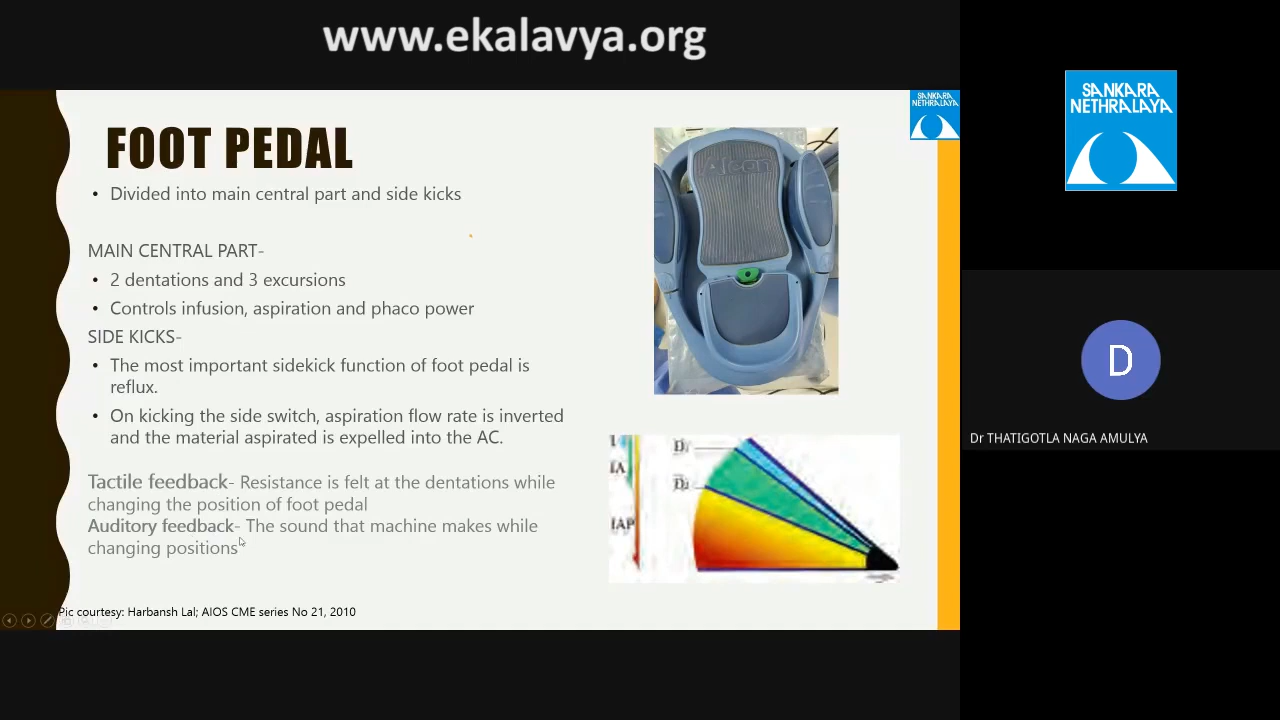 www.ekalavya.org
SANKARA
NETHRALAYA
SANKARA
NETHRALAYA
FOOT PEDAL
• Divided into main central part and side kicks
MAIN CENTRAL PART-
• 2 dentations and 3 excursions
• Controls infusion, aspiration and phaco power
SIDE KICKS-
• The most important sidekick function of foot pedal is
reflux.
• On kicking the side switch, aspiration flow rate is inverted
and the material aspirated is expelled into the AC.
Tactile feedback- Resistance is felt at the dentations while
changing the position of foot pedal
Auditory feedback- The sound that machine makes while
changing positions
Pic courtesy: Harbansh Lal; AIOS CME series No 21, 2010
Alcon
I
IA
IAP
D
Dr THATIGOTLA NAGA AMULYA